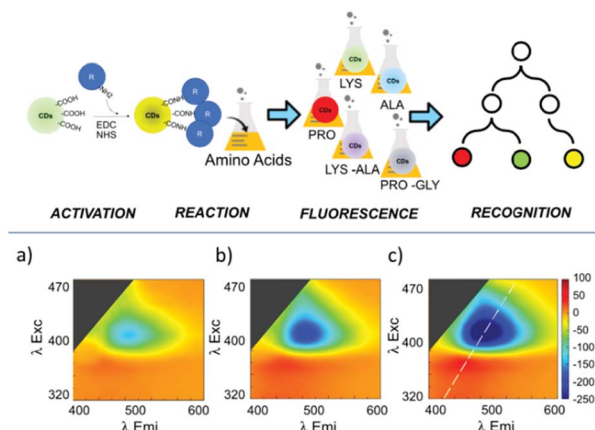 CDs
-COOH
-COOH
-COOH
R
NH2
EDC
NHS
CDs
-CONH
-CONH
-CONH
R
R
R
Amino Acids
CDs
LYS
CDs
ALA
CDs
PRO
CDs
LYS -ALA
CDs
PRO -GLY
ACTIVATION REACTION FLUORESCENCE RECOGNITION
a) b) c)
470
400
320
λ Exc
400 500 600
λ Emi
470
400
320
λ Exc
400 500 600
λ Emi
470
400
320
λ Exc
400 500 600
λ Emi
100
50
0
-50
-100
-150
-200
-250